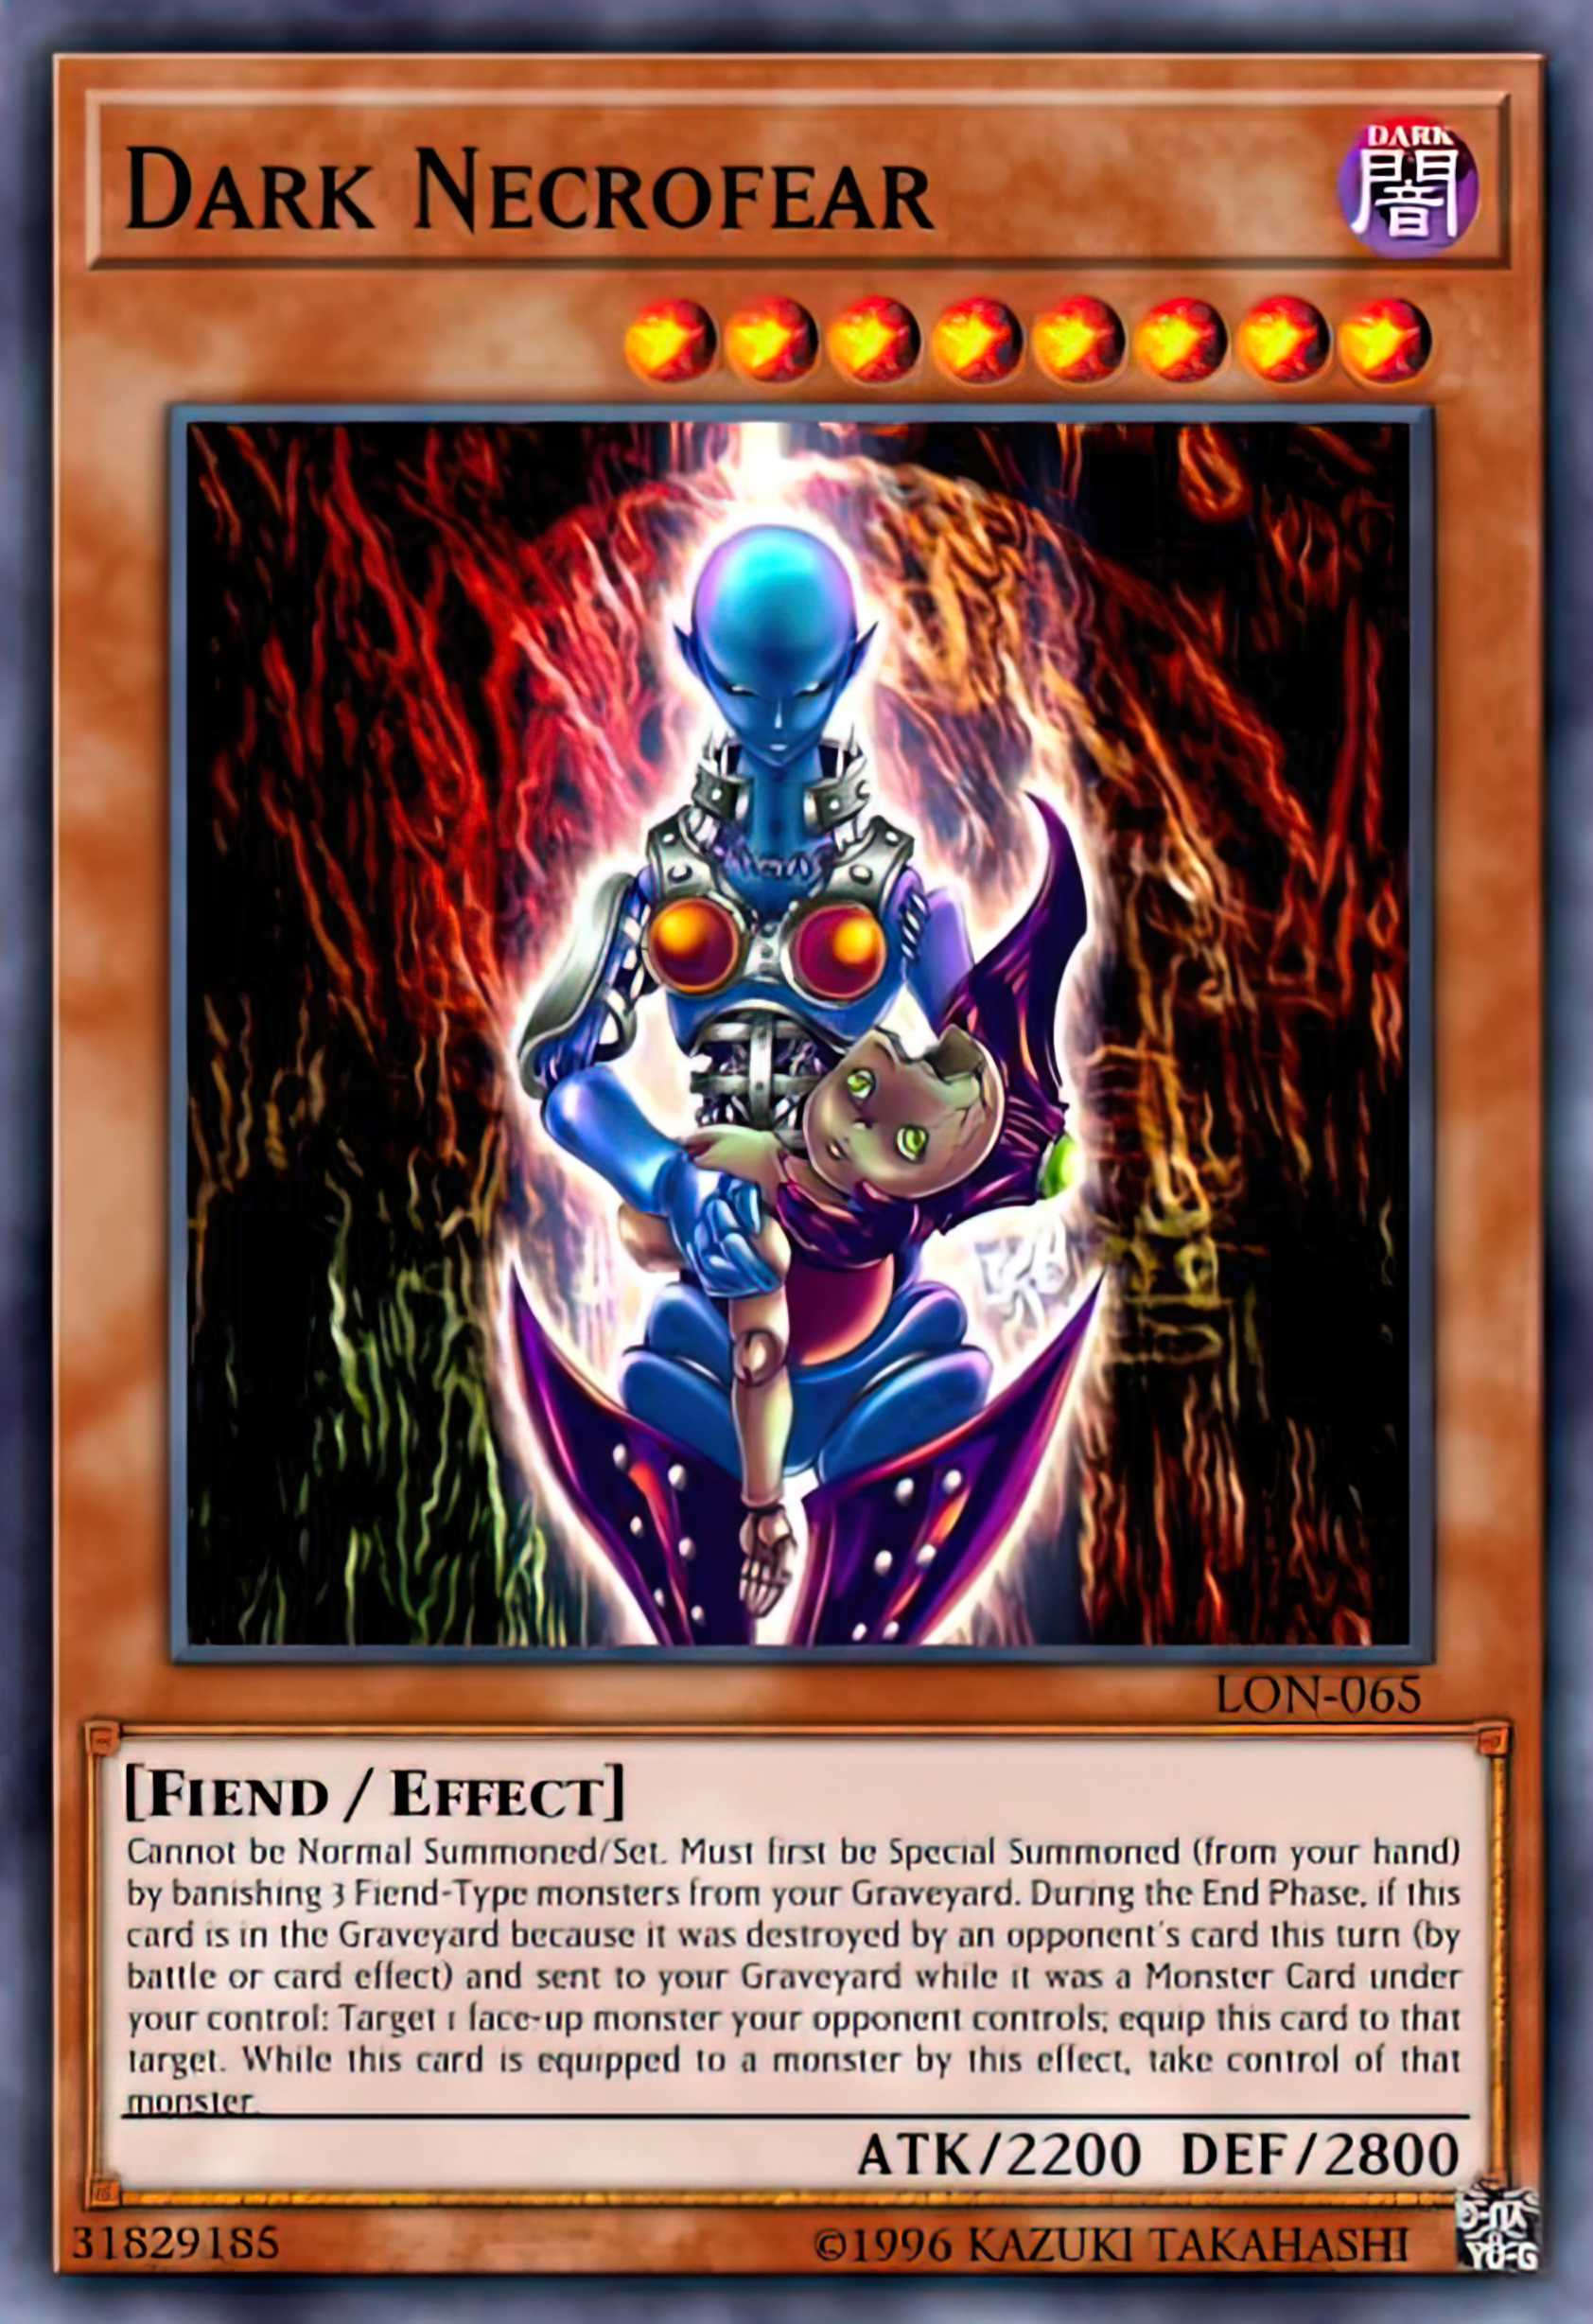 DARK NECROFEAR
DARK
闇
LON-065
[FIEND / EFFECT]
Cannot be Normal Summoned/Set. Must first be Special Summoned (from your hand)
by banishing 3 Fiend-Type monsters from your Graveyard. During the End Phase, if this
card is in the Graveyard because it was destroyed by an opponent's card this turn (by
battle or card effect) and sent to your Graveyard while it was a Monster Card under
your control: Target 1 face-up monster your opponent controls; equip this card to that
target. While this card is equipped to a monster by this effect, take control of that
monster.
ATK/2200 DEF/2800
31829185
©1996 KAZUKI TAKAHASHI